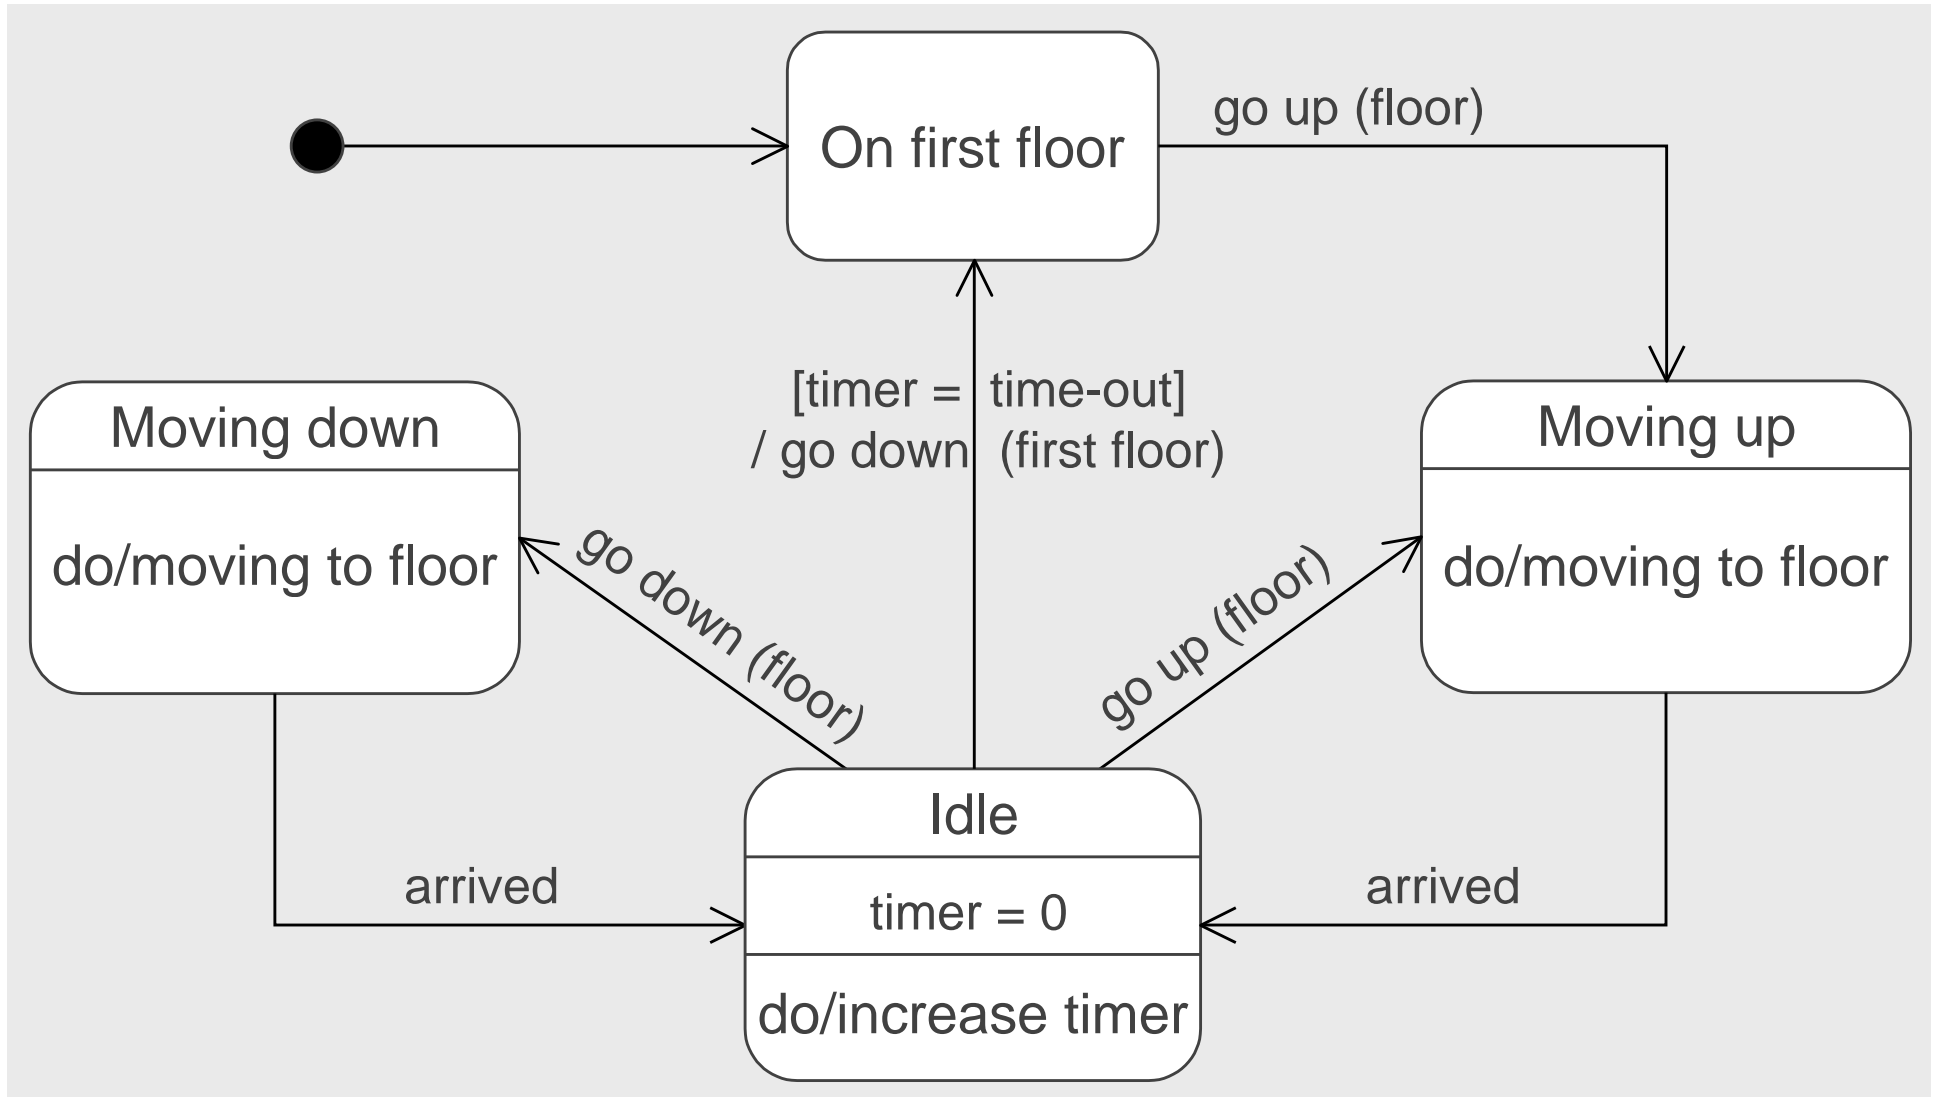 On first floor
go up (floor)
[timer = time-out]
/ go down (first floor)
Moving down
do/moving to floor
Moving up
do/moving to floor
go down (floor)
go up (floor)
Idle
timer = 0
do/increase timer
arrived
arrived